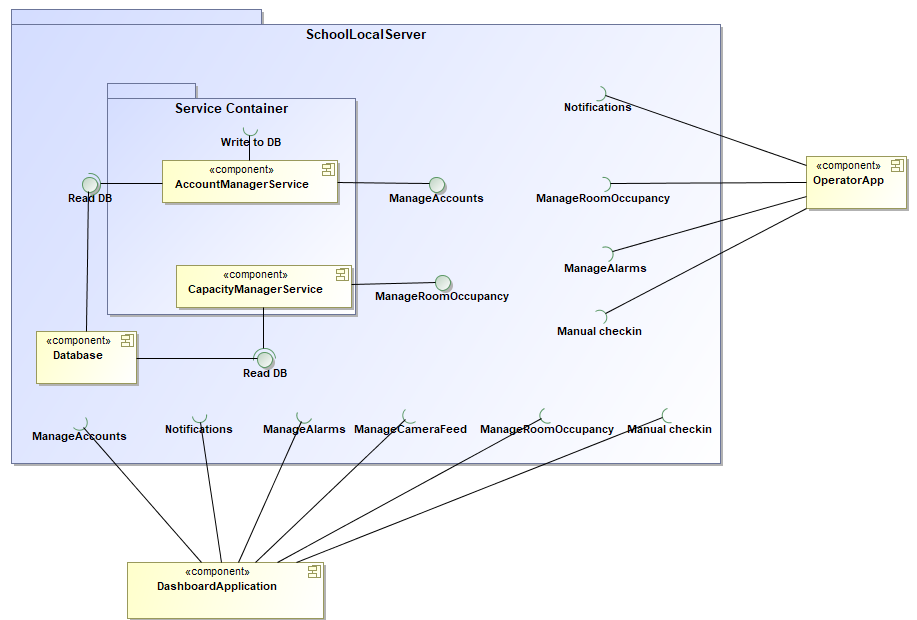 SchoolLocalServer
Service Container
Notifications
Write to DB
«component»
AccountManagerService
«component»
OperatorApp
Read DB
ManageAccounts
ManageRoomOccupancy
ManageAlarms
«component»
CapacityManagerService
ManageRoomOccupancy
Manual checkin
«component»
Database
Read DB
ManageAccounts
Notifications
ManageAlarms
ManageCameraFeed
ManageRoomOccupancy
Manual checkin
«component»
DashboardApplication